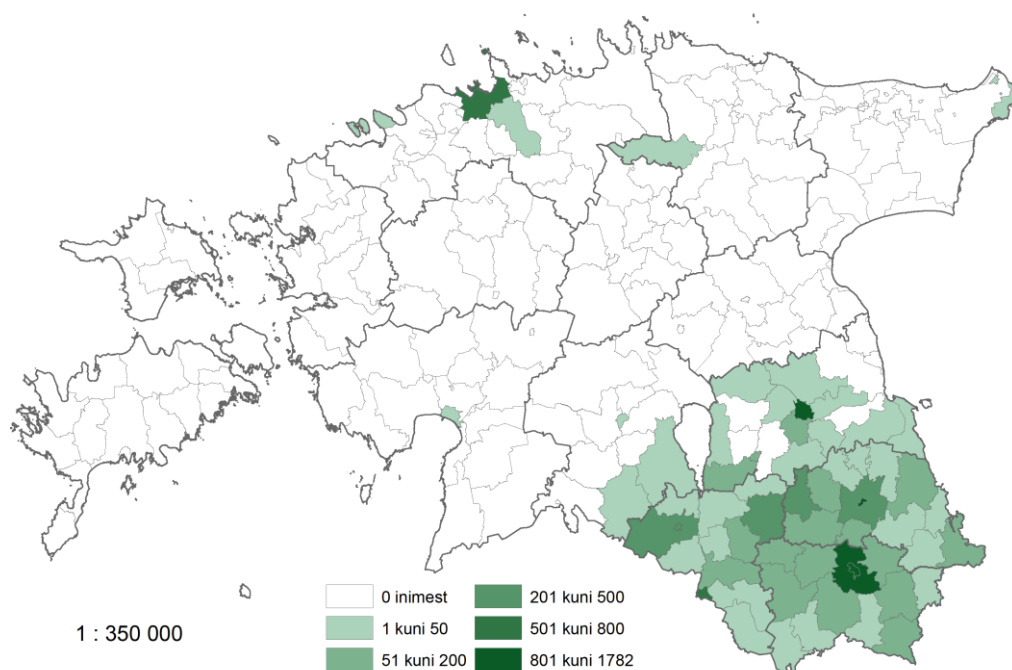 1 : 350 000
0 inimest
1 kuni 50
51 kuni 200
201 kuni 500
501 kuni 800
801 kuni 1782